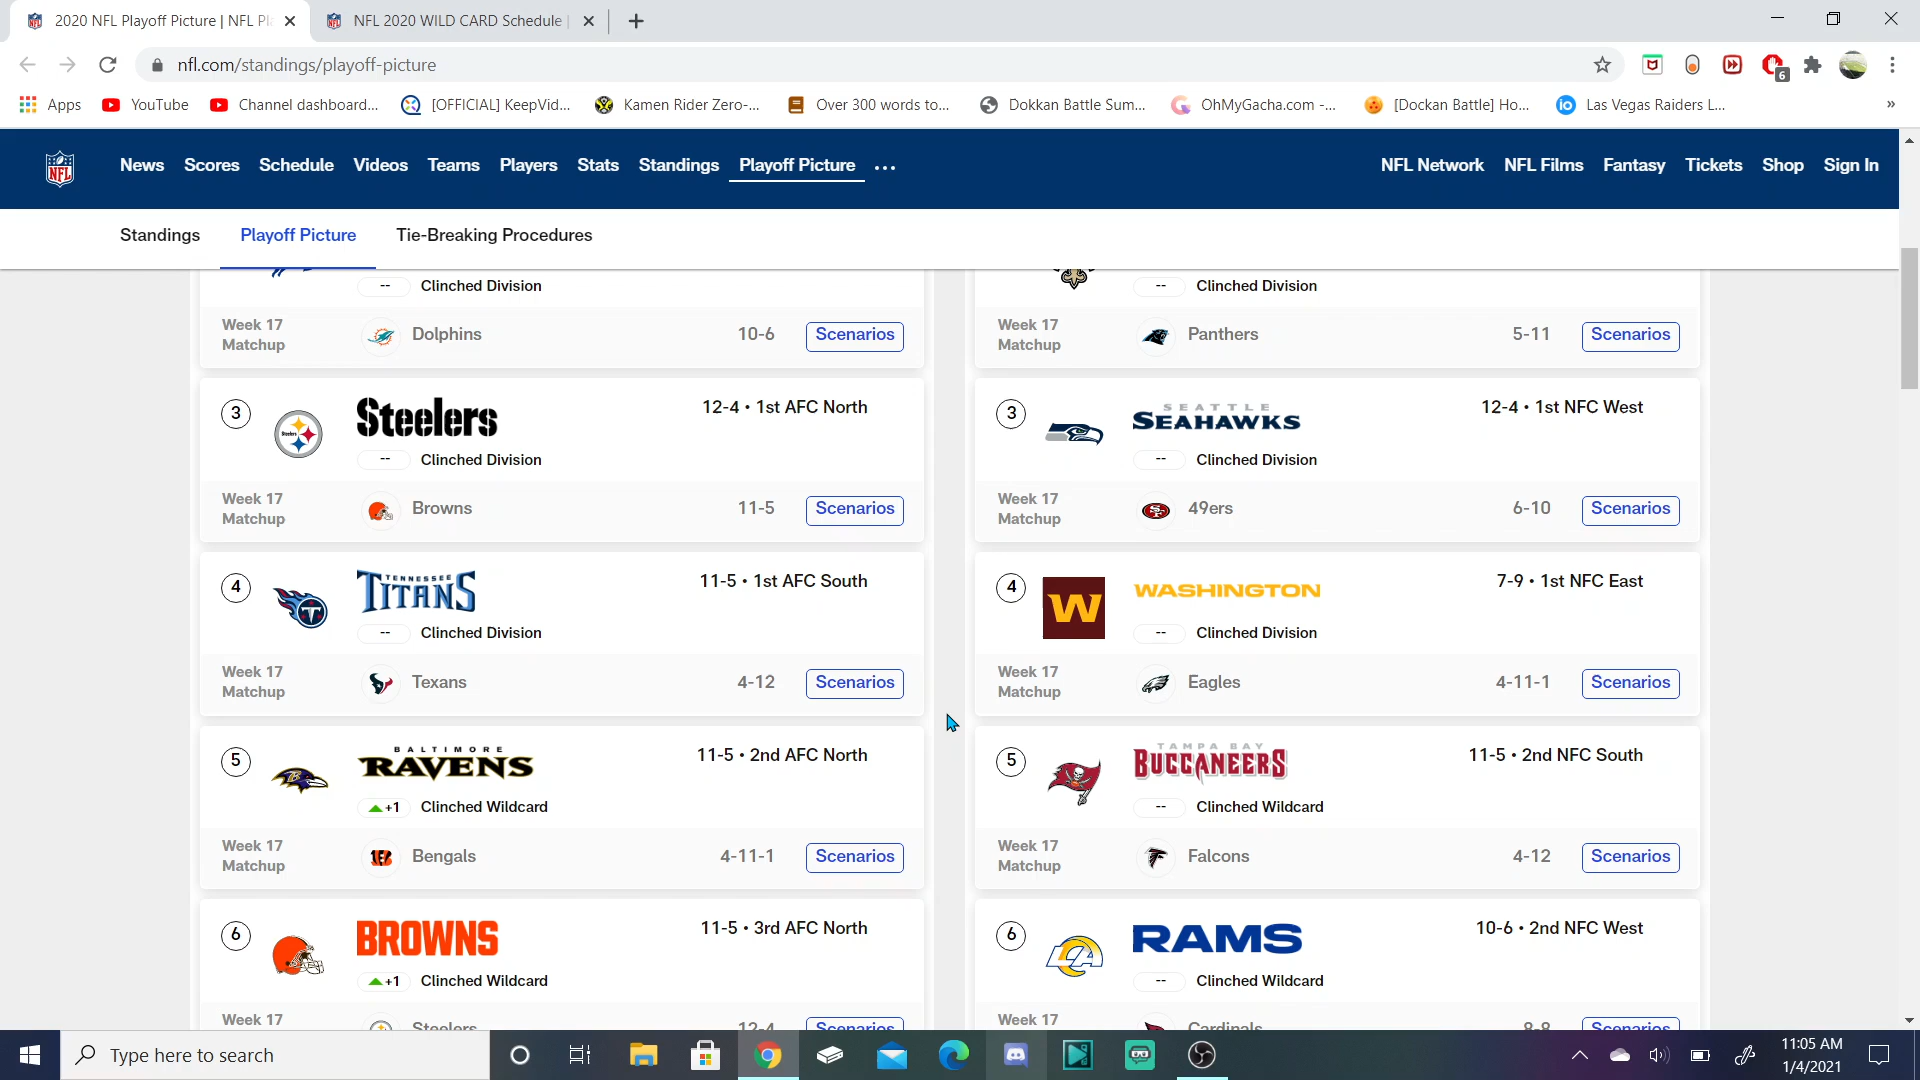 2020 NFL Playoff Picture | NFL Pl
NFL 2020 WILD CARD Schedule |
nfl.com/standings/playoff-picture
6
Apps
YouTube
Channel dashboard...
[OFFICIAL] KeepVid...
Kamen Rider Zero-...
Over 300 words to...
Dokkan Battle Sum...
OhMyGacha.com -...
[Dockan Battle] Ho...
Las Vegas Raiders L...
»
NFL
News Scores Schedule Videos Teams Players Stats Standings Playoff Picture ...
NFL Network NFL Films Fantasy Tickets Shop Sign In
Standings Playoff Picture Tie-Breaking Procedures
-- Clinched Division
Week 17 Matchup
Dolphins 10-6 Scenarios
3 Steelers 12-4 • 1st AFC North
-- Clinched Division
Week 17 Matchup
Browns 11-5 Scenarios
4 TENNESSEE TITANS 11-5 • 1st AFC South
-- Clinched Division
Week 17 Matchup
Texans 4-12 Scenarios
5 BALTIMORE RAVENS 11-5 • 2nd AFC North
+1 Clinched Wildcard
Week 17 Matchup
Bengals 4-11-1 Scenarios
6 BROWNS 11-5 • 3rd AFC North
+1 Clinched Wildcard
Week 17
Steelers 12-4 Scenarios
-- Clinched Division
Week 17 Matchup
Panthers 5-11 Scenarios
3 SEATTLE SEAHAWKS 12-4 • 1st NFC West
-- Clinched Division
Week 17 Matchup
49ers 6-10 Scenarios
4 W WASHINGTON 7-9 • 1st NFC East
-- Clinched Division
Week 17 Matchup
Eagles 4-11-1 Scenarios
5 TAMPA BAY BUCCANEERS 11-5 • 2nd NFC South
-- Clinched Wildcard
Week 17 Matchup
Falcons 4-12 Scenarios
6 RAMS 10-6 • 2nd NFC West
-- Clinched Wildcard
Week 17
Cardinals 8-8 Scenarios
Type here to search
11:05 AM
1/4/2021